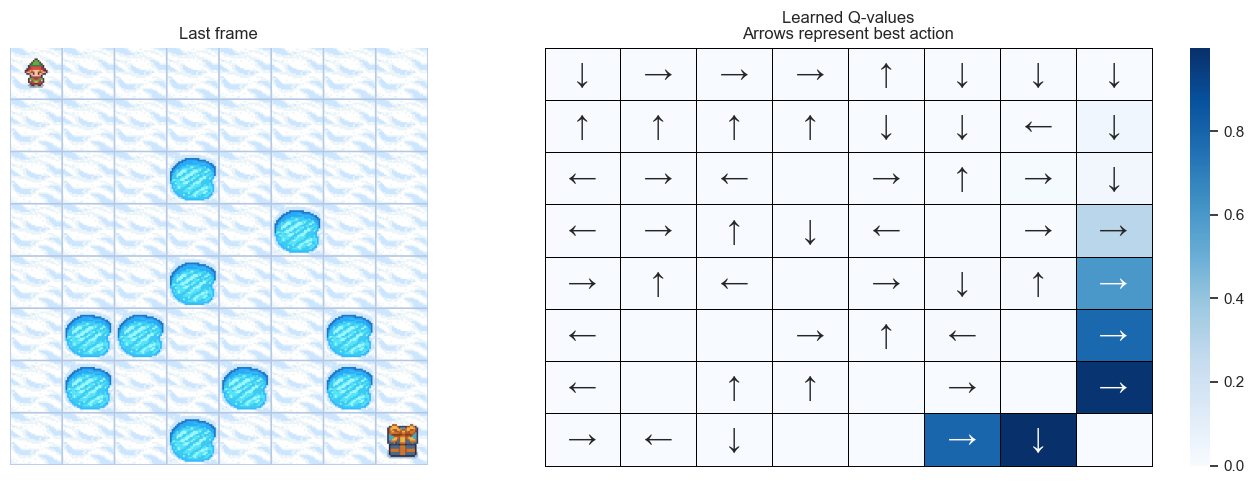 Last frame
Learned Q-values
Arrows represent best action
↓ → → → ↑ ↓ ↓ ↓
↑ ↑ ↑ ↑ ↓ ↓ ← ↓
← → ← → ↑ → ↓
← → ↑ ↓ ← → →
→ ↑ ← → ↓ ↑ →
← → ↑ ← →
← ↑ ↑ → →
→ ← ↓ → ↓
0.8
0.6
0.4
0.2
0.0